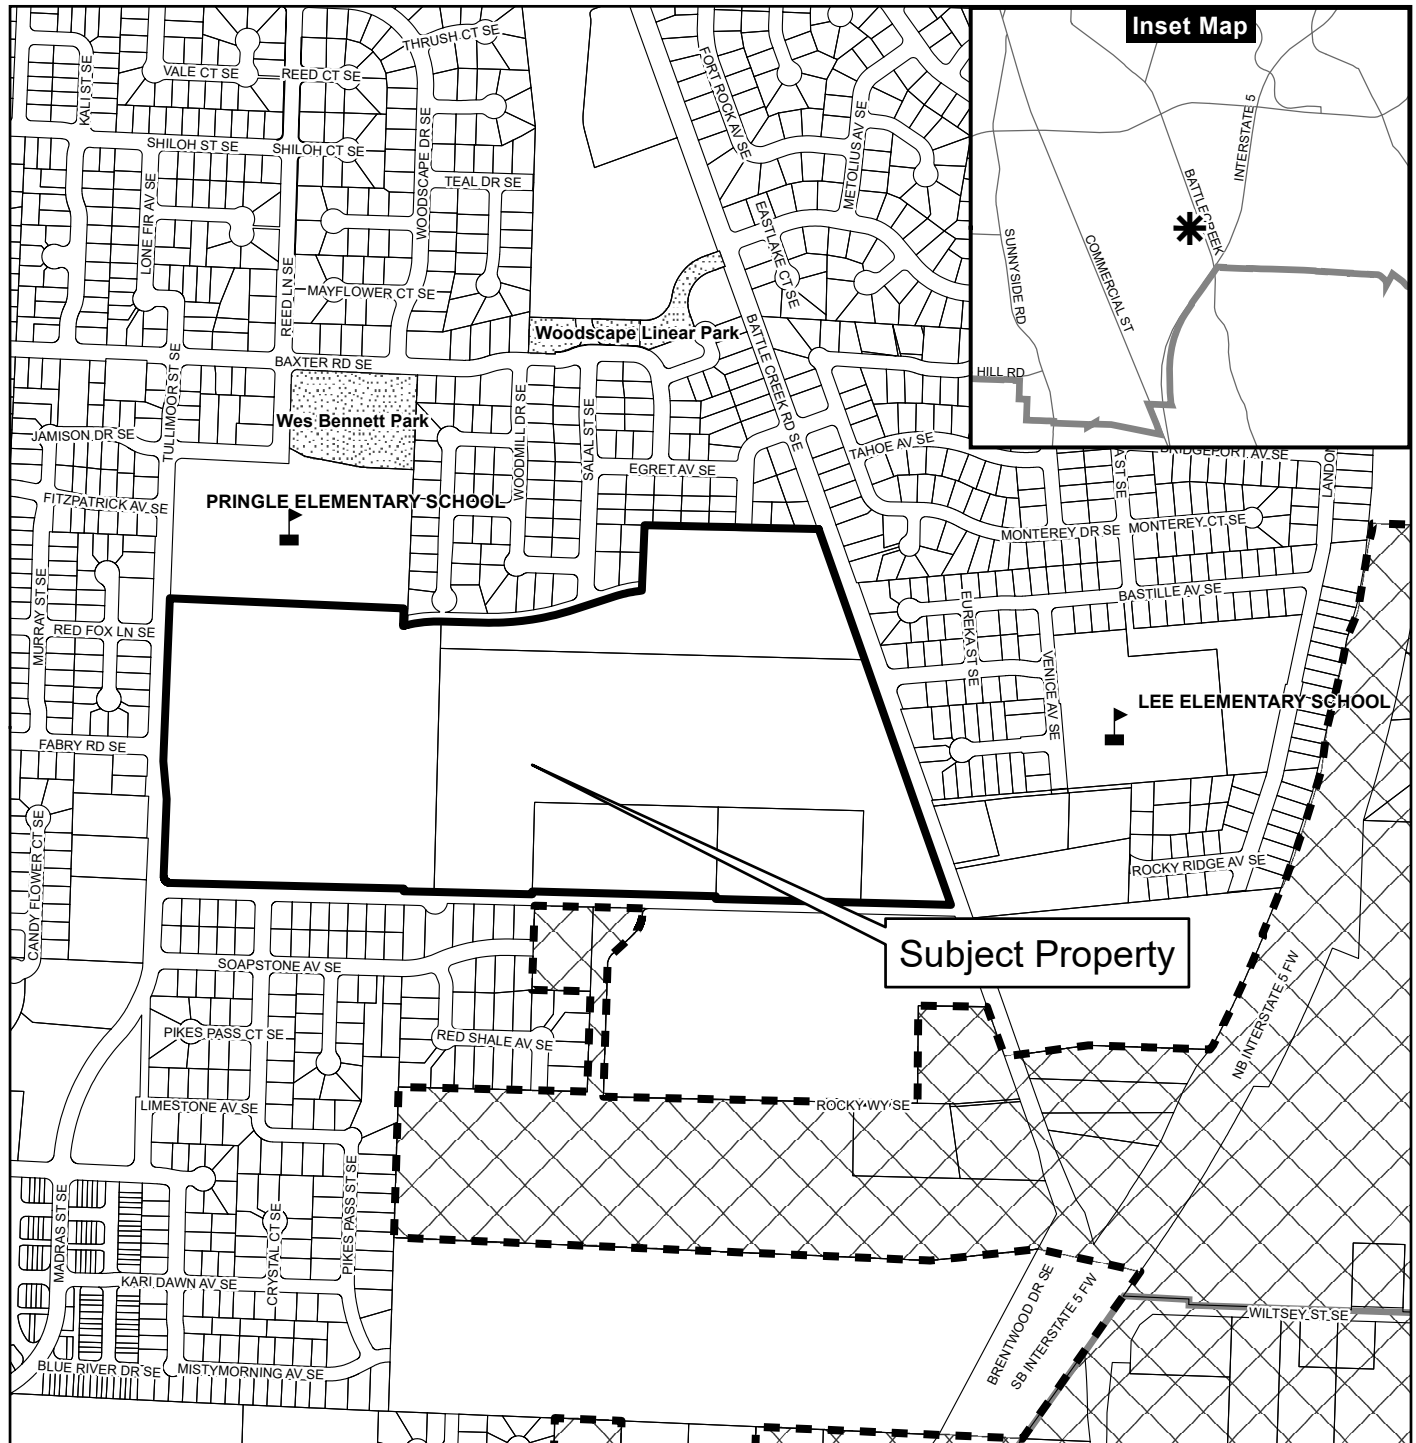 Inset Map
INTERSTATE 5
BATTLECREEK
SUNNYSIDE RD
COMMERCIAL ST
HILL RD
THRUSH CT SE
VALE CT SE
REED CT SE
KALI ST SE
FORT ROCK AV SE
WOODSCAPE DR SE
METOLIUS AV SE
SHILOH ST SE
SHILOH CT SE
TEAL DR SE
LONE FIR AV SE
EASTLAKE CT SE
REED LN SE
MAYFLOWER CT SE
Woodscape Linear Park
BATTLE CREEK RD SE
BAXTER RD SE
TULLIMOOR ST SE
Wes Bennett Park
WOODMILL DR SE
SALAL ST SE
JAMISON DR SE
TAHOE AV SE
EGRET AV SE
BRIDGEPORT AV SE
A ST SE
LANDON
FITZPATRICK AV SE
PRINGLE ELEMENTARY SCHOOL
MONTEREY DR SE
MONTEREY CT SE
MURRAY ST SE
BASTILLE AV SE
EUREKA ST SE
RED FOX LN SE
VENICE AV SE
LEE ELEMENTARY SCHOOL
FABRY RD SE
CANDY FLOWER CT SE
ROCKY RIDGE AV SE
Subject Property
SOAPSTONE AV SE
PIKES PASS CT SE
RED SHALE AV SE
NB INTERSTATE 5 FW
LIMESTONE AV SE
ROCKY WY SE
MADRAS ST SE
CRYSTAL CT SE
PIKES PASS ST SE
KARI DAWN AV SE
BRENTWOOD DR SE
SB INTERSTATE 5 FW
WILTSEY ST SE
BLUE RIVER DR SE
MISTYMORNING AV SE